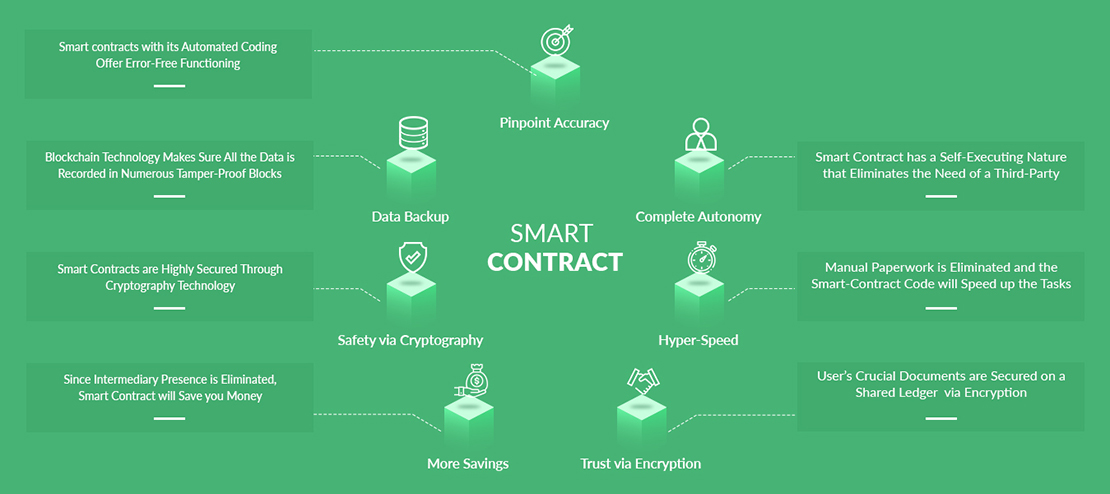 Smart contracts with its Automated Coding
Offer Error-Free Functioning
Pinpoint Accuracy
Blockchain Technology Makes Sure All the Data is
Recorded in Numerous Tamper-Proof Blocks
Data Backup
Complete Autonomy
Smart Contract has a Self-Executing Nature
that Eliminates the Need of a Third-Party
SMART
CONTRACT
Smart Contracts are Highly Secured Through
Cryptography Technology
Safety via Cryptography
Hyper-Speed
Manual Paperwork is Eliminated and the
Smart-Contract Code will Speed up the Tasks
Since Intermediary Presence is Eliminated,
Smart Contract will Save you Money
$
More Savings
Trust via Encryption
User's Crucial Documents are Secured on a
Shared Ledger via Encryption